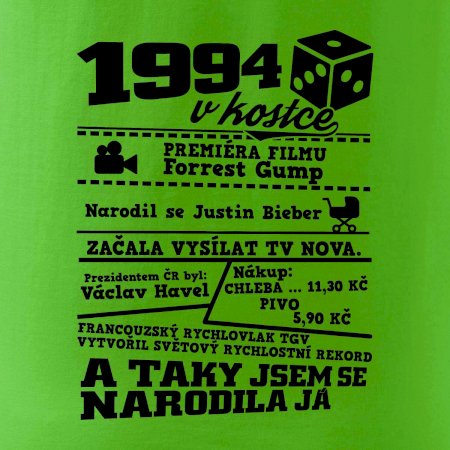 1994
v kostce
PREMIÉRA FILMU
Forrest Gump
Narodil se Justin Bieber
ZAČALA VYSÍLAT TV NOVA.
Prezidentem ČR byl:
Václav Havel
Nákup:
CHLEBA ... 11,30 KČ
PIVO
5,90 KČ
FRANCOUZSKÝ RYCHLOVLAK TGV
VYTVOŘIL SVĚTOVÝ RYCHLOSTNÍ REKORD
A TAKY JSEM SE
NARODILA JÁ